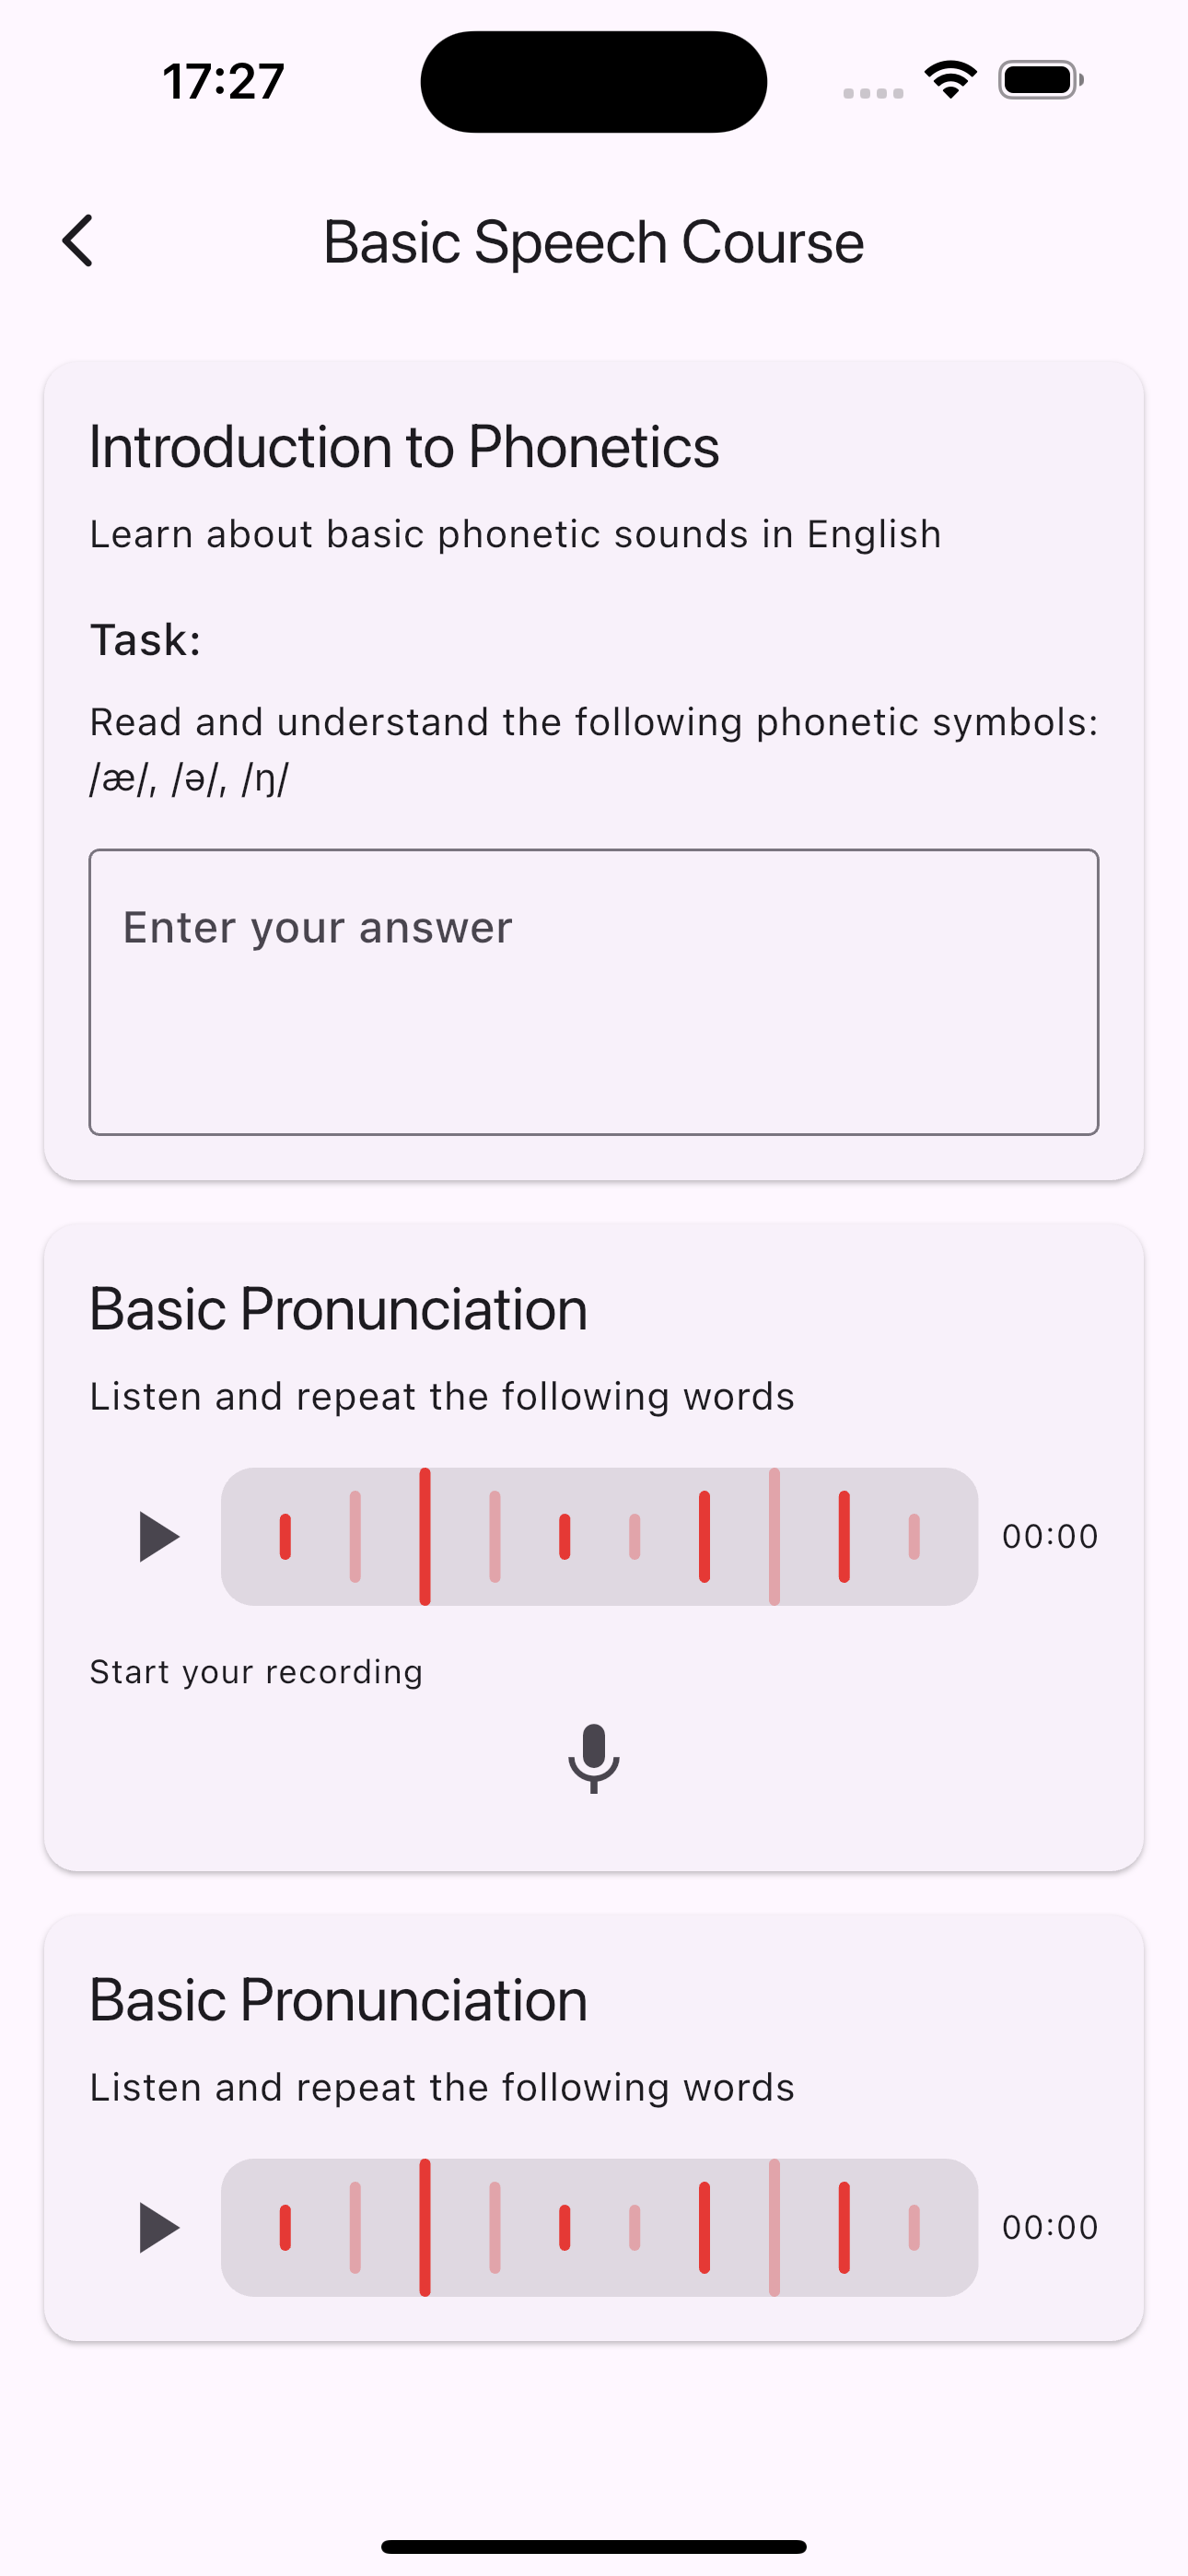 17:27
Basic Speech Course
Introduction to Phonetics
Learn about basic phonetic sounds in English
Task:
Read and understand the following phonetic symbols:
/æ/, /ə/, /ŋ/
Enter your answer
Basic Pronunciation
Listen and repeat the following words
00:00
Start your recording
Basic Pronunciation
Listen and repeat the following words
00:00